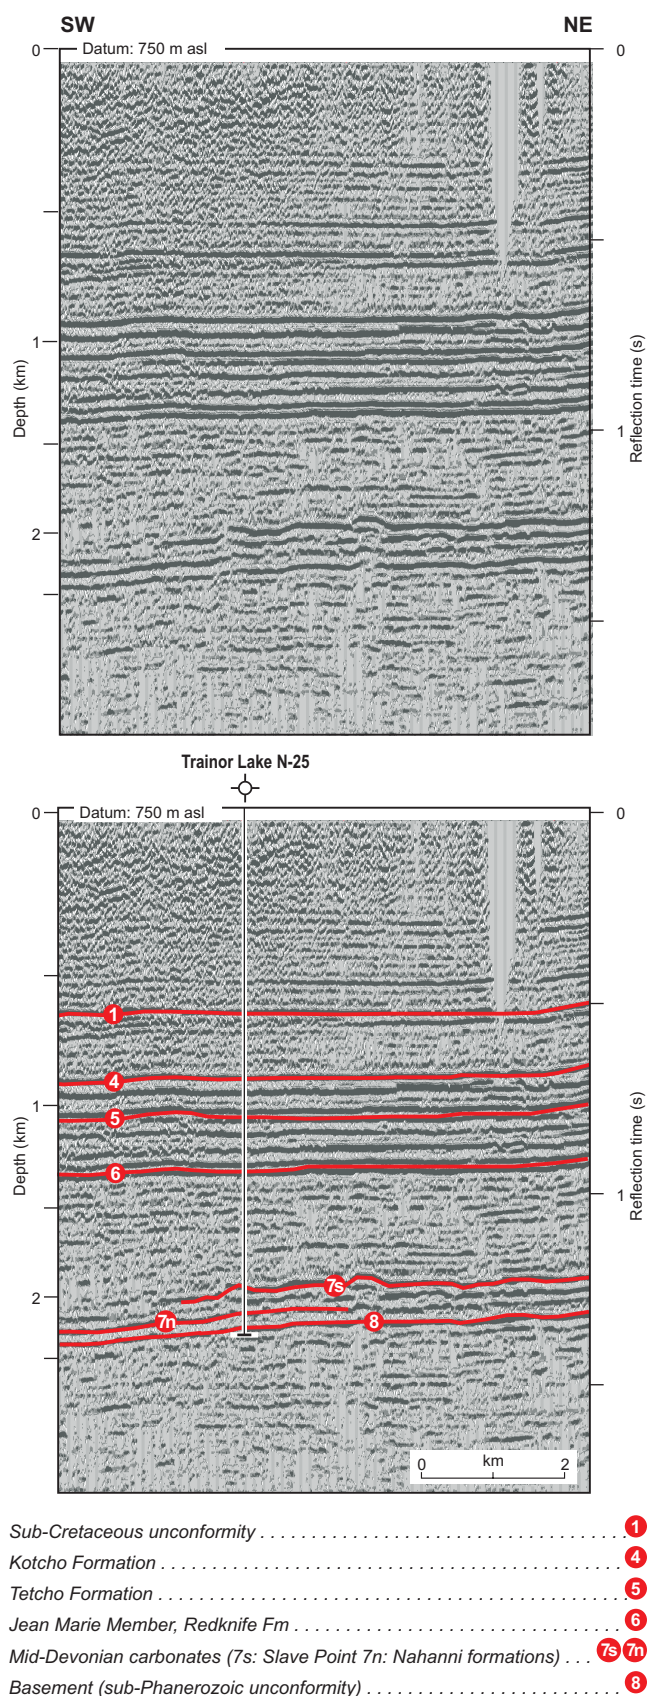 SW NE
0 Datum: 750 m asl 0
1
Depth (km)
Reflection time (s)
1
2
Trainor Lake N-25
0 Datum: 750 m asl 0
1
4
1
5
Depth (km)
Reflection time (s)
6
1
7s
2
7n
8
km
0 2
Sub-Cretaceous unconformity . . . . . . . . . . . . . . . . . . . . . . . . . . . . . . . . . . . . 1
Kotcho Formation . . . . . . . . . . . . . . . . . . . . . . . . . . . . . . . . . . . . . . . . . . . . . . 4
Tetcho Formation . . . . . . . . . . . . . . . . . . . . . . . . . . . . . . . . . . . . . . . . . . . . . . 5
Jean Marie Member, Redknife Fm . . . . . . . . . . . . . . . . . . . . . . . . . . . . . . . . . 6
Mid-Devonian carbonates (7s: Slave Point 7n: Nahanni formations) . . . 7s 7n
Basement (sub-Phanerozoic unconformity) . . . . . . . . . . . . . . . . . . . . . . . . . 8